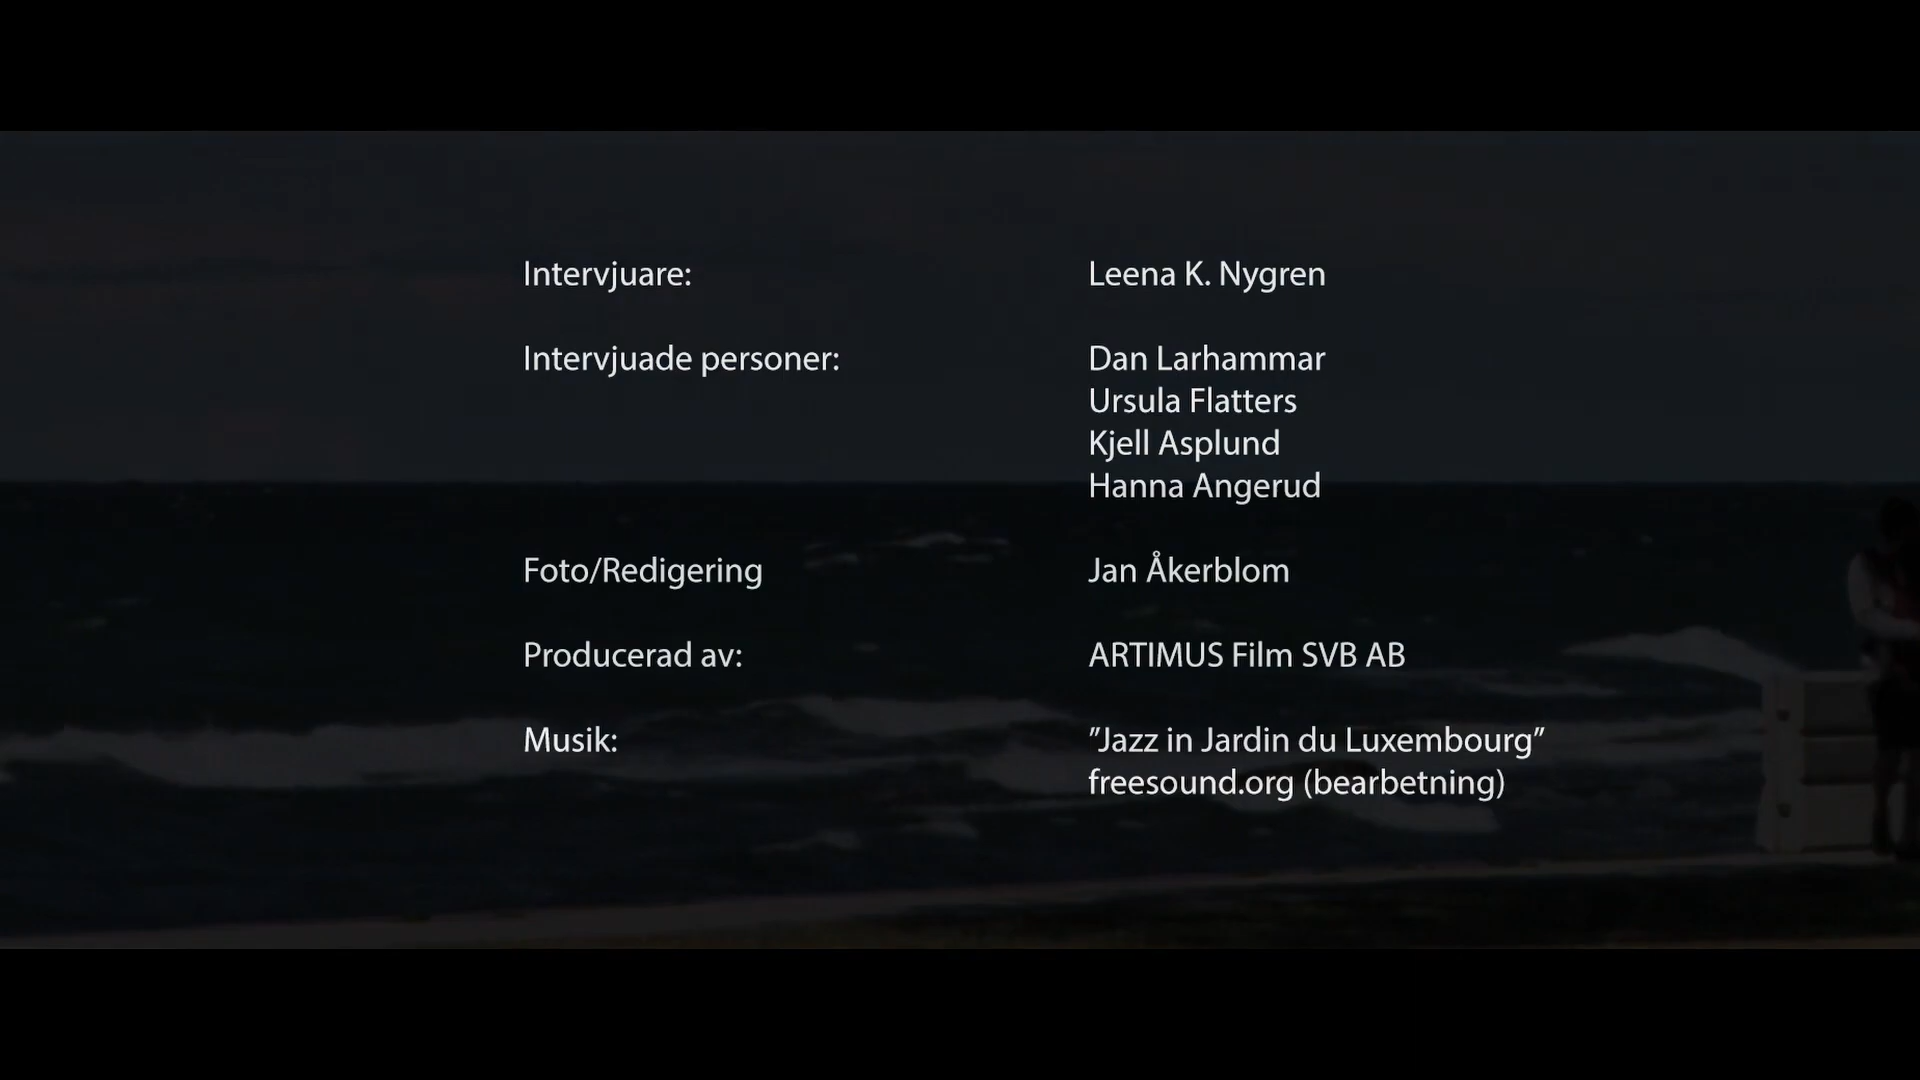 Intervjuare: Leena K. Nygren
Intervjuade personer: Dan Larhammar
Ursula Flatters
Kjell Asplund
Hanna Angerud
Foto/Redigering Jan Åkerblom
Producerad av: ARTIMUS Film SVB AB
Musik: ”Jazz in Jardin du Luxembourg”
freesound.org (bearbetning)